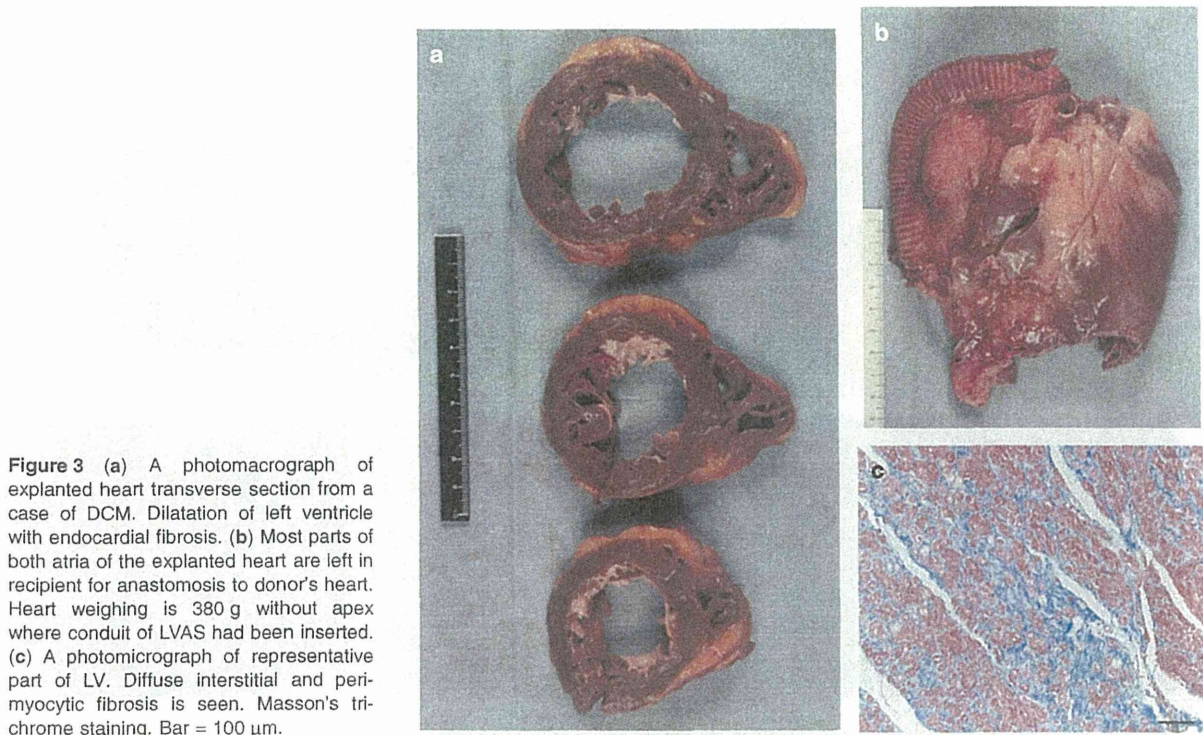 a
b
c
Figure 3 (a) A photomacrograph of
explanted heart transverse section from a
case of DCM. Dilatation of left ventricle
with endocardial fibrosis. (b) Most parts of
both atria of the explanted heart are left in
recipient for anastomosis to donor's heart.
Heart weighing is 380 g without apex
where conduit of LVAS had been inserted.
(c) A photomicrograph of representative
part of LV. Diffuse interstitial and peri-
myocytic fibrosis is seen. Masson's tri-
chrome staining. Bar = 100 µm.